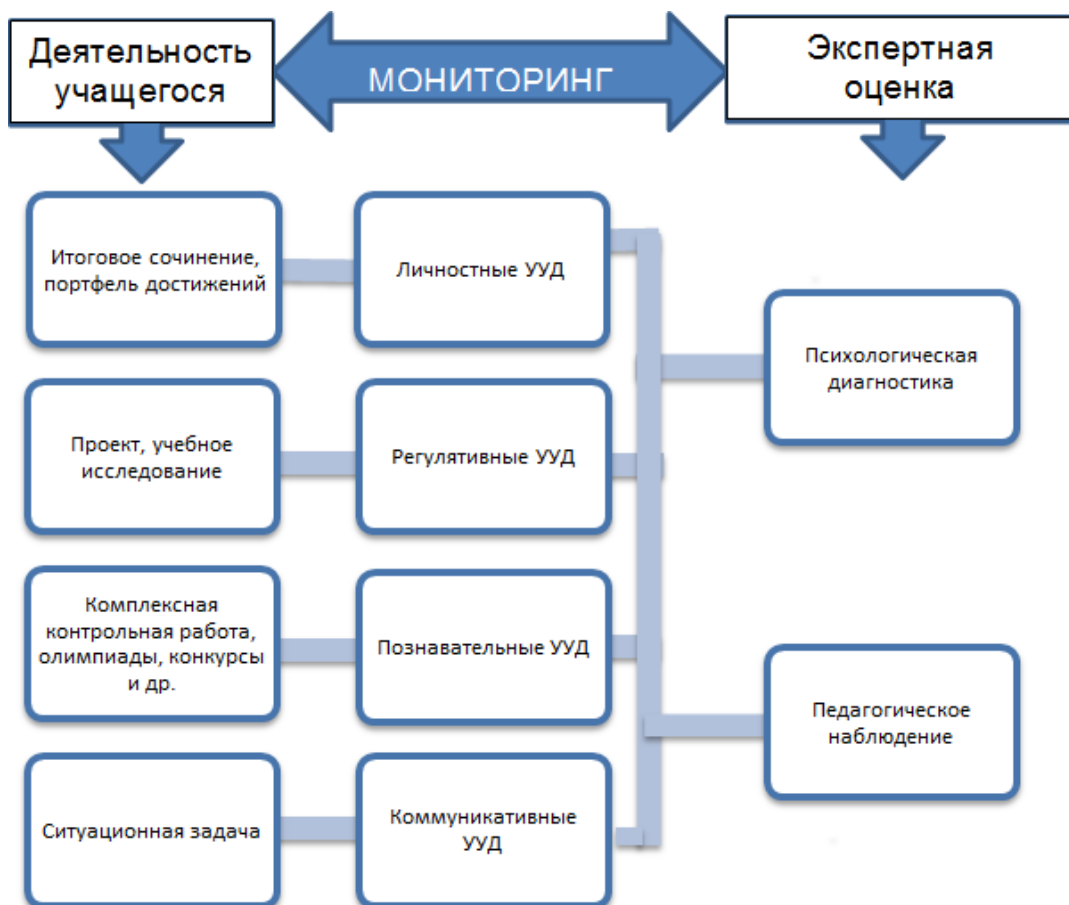 Деятельность
учащегося
МОНИТОРИНГ
Экспертная
оценка
Итоговое сочинение,
портфель достижений
Личностные УУД
Психологическая
диагностика
Проект, учебное
исследование
Регулятивные УУД
Комплексная
контрольная работа,
олимпиады, конкурсы
и др.
Познавательные УУД
Педагогическое
наблюдение
Ситуационная задача
Коммуникативные
УУД